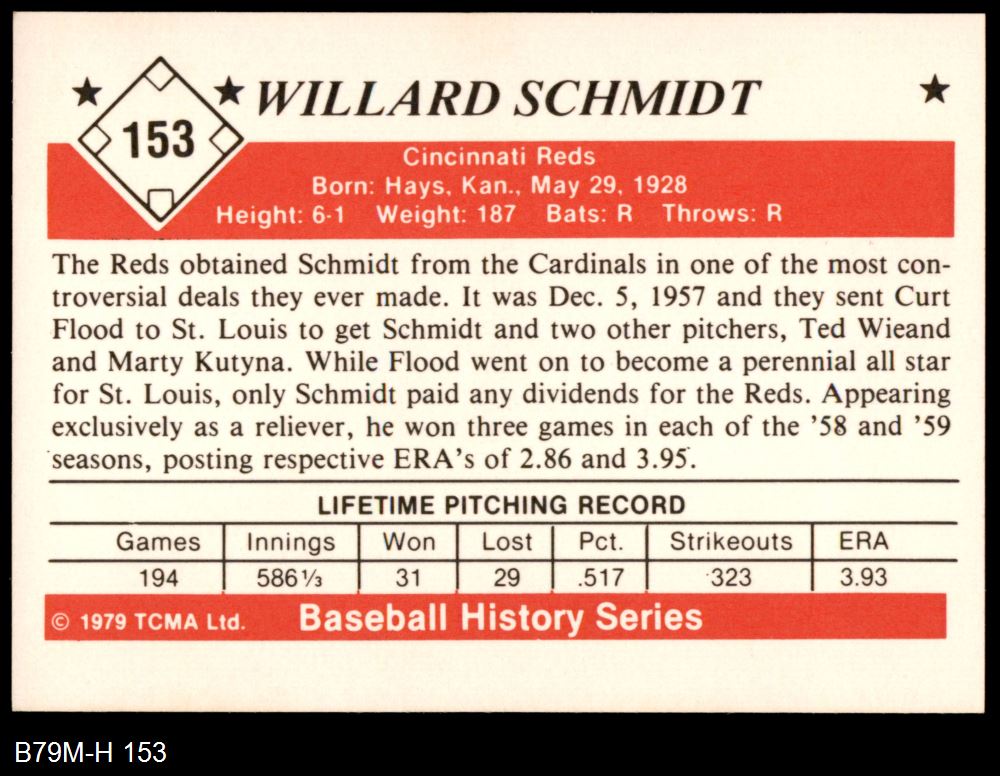 153
WILLARD SCHMIDT
Cincinnati Reds
Born: Hays, Kan., May 29, 1928
Height: 6-1 Weight: 187 Bats: R Throws: R
The Reds obtained Schmidt from the Cardinals in one of the most con-
troversial deals they ever made. It was Dec. 5, 1957 and they sent Curt
Flood to St. Louis to get Schmidt and two other pitchers, Ted Wieand
and Marty Kutyna. While Flood went on to become a perennial all star
for St. Louis, only Schmidt paid any dividends for the Reds. Appearing
exclusively as a reliever, he won three games in each of the '58 and '59
seasons, posting respective ERA's of 2.86 and 3.95.
LIFETIME PITCHING RECORD
Games Innings Won Lost Pct. Strikeouts ERA
194 586⅓ 31 29 .517 323 3.93
© 1979 TCMA Ltd. Baseball History Series
B79M-H 153